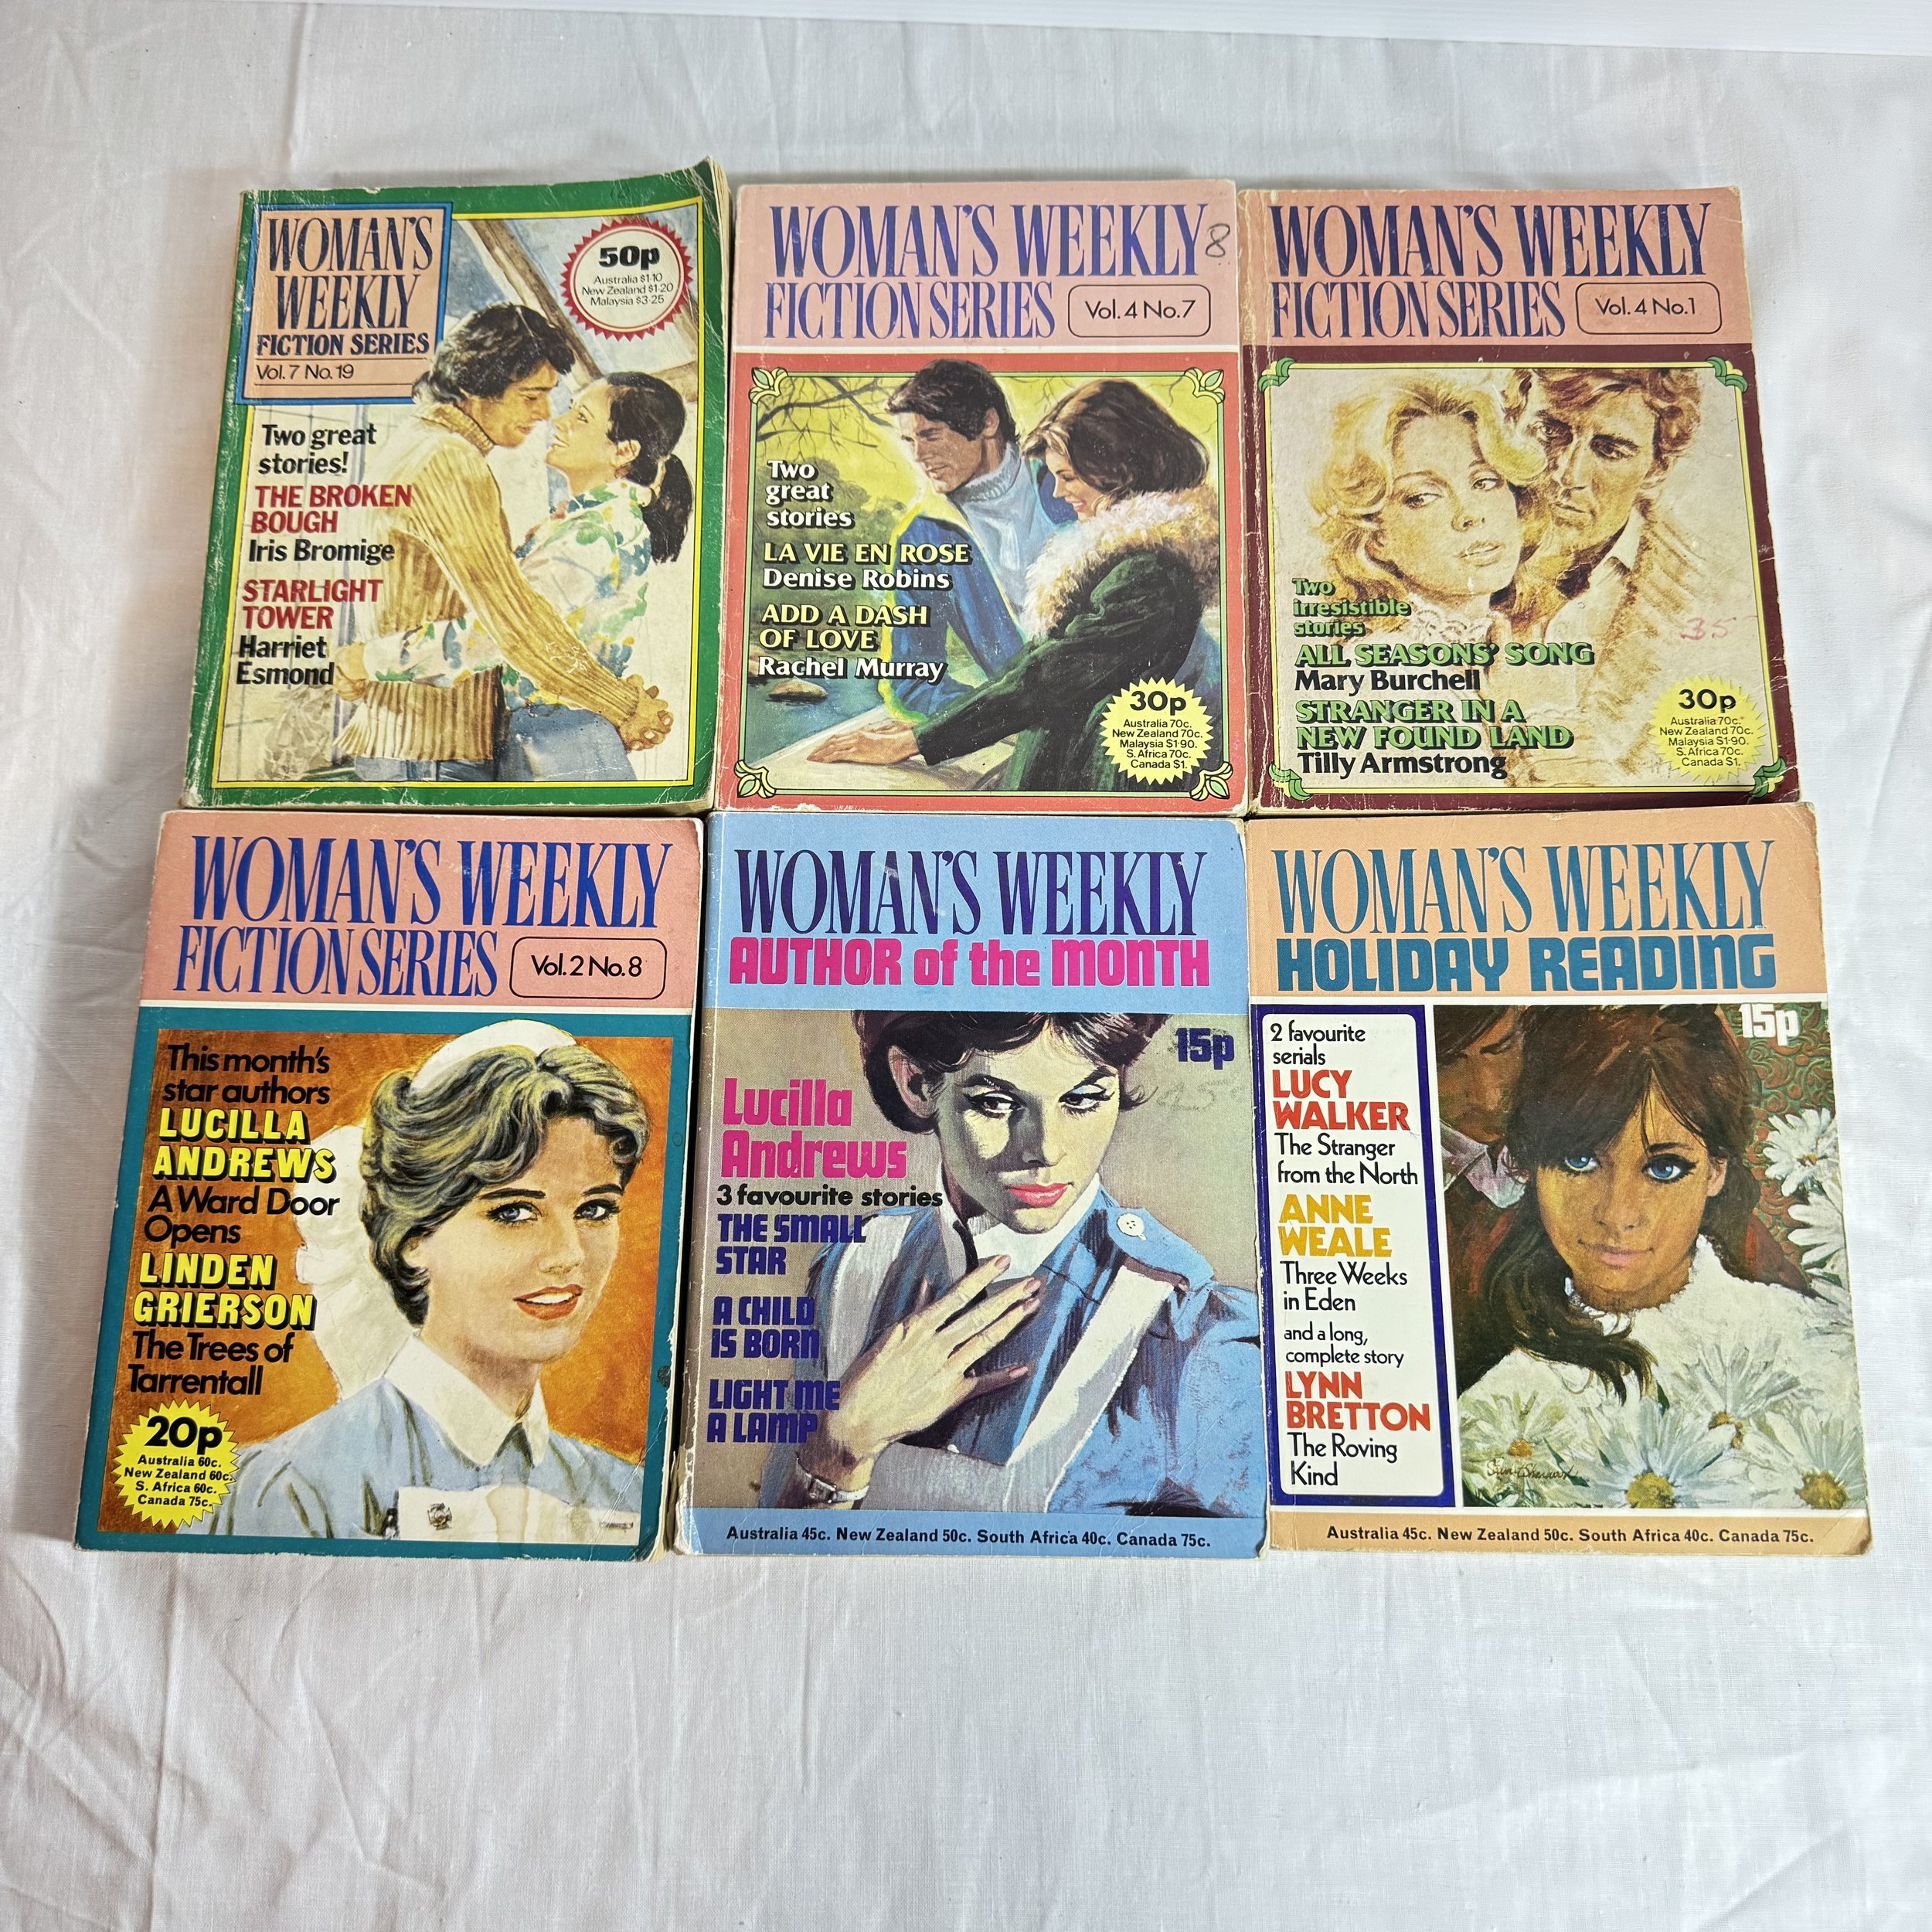 WOMAN'S
WEEKLY
FICTION SERIES
Vol. 7 No. 19
50p
Australia $1·10
New Zealand $1·20
Malaysia $3·25
Two great
stories!
THE BROKEN
BOUGH
Iris Bromige
STARLIGHT
TOWER
Harriet
Esmond
WOMAN'S WEEKLY
8
FICTION SERIES
Vol. 4 No. 7
Two
great
stories
LA VIE EN ROSE
Denise Robins
ADD A DASH
OF LOVE
Rachel Murray
30p
Australia 70c.
New Zealand 70c.
Malaysia $1·90.
S. Africa 70c.
Canada $1.
WOMAN'S WEEKLY
FICTION SERIES
Vol. 4 No. 1
Two
irresistible
stories
35
ALL SEASONS' SONG
Mary Burchell
STRANGER IN A
NEW FOUND LAND
Tilly Armstrong
30p
Australia 70c.
New Zealand 70c.
Malaysia $1·90.
S. Africa 70c.
Canada $1.
WOMAN'S WEEKLY
FICTION SERIES
Vol. 2 No. 8
This month's
star authors
LUCILLA
ANDREWS
A Ward Door
Opens
LINDEN
GRIERSON
The Trees of
Tarrentall
20p
Australia 60c.
New Zealand 60c.
S. Africa 60c.
Canada 75c.
WOMAN'S WEEKLY
AUTHOR of the MONTH
15p
Lucilla
Andrews
3 favourite stories
THE SMALL
STAR
A CHILD
IS BORN
LIGHT ME
A LAMP
Australia 45c. New Zealand 50c. South Africa 40c. Canada 75c.
WOMAN'S WEEKLY
HOLIDAY READING
15p
2 favourite
serials
LUCY
WALKER
The Stranger
from the North
ANNE
WEALE
Three Weeks
in Eden
and a long,
complete story
LYNN
BRETTON
The Roving
Kind
Australia 45c. New Zealand 50c. South Africa 40c. Canada 75c.